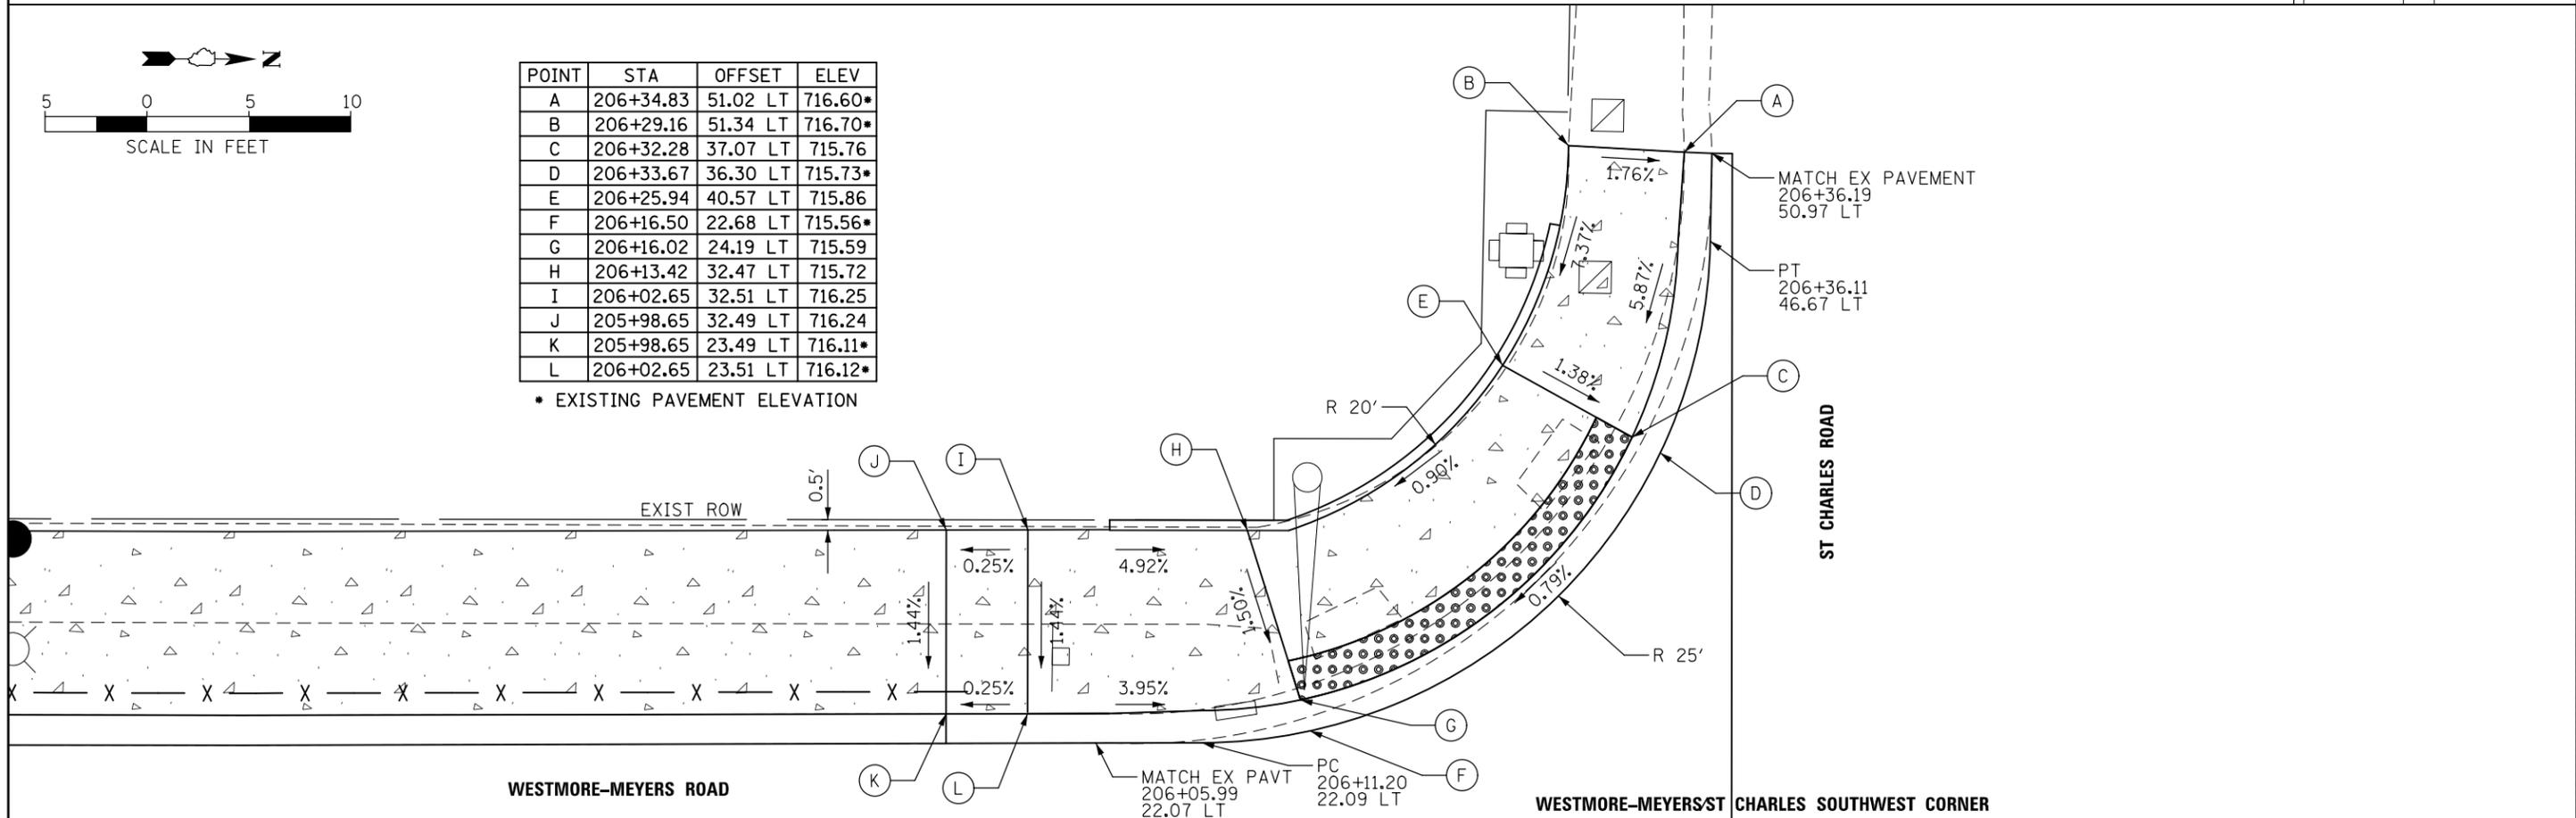 N
5 0 5 10
SCALE IN FEET
POINT STA OFFSET ELEV
A 206+34.83 51.02 LT 716.60*
B 206+29.16 51.34 LT 716.70*
C 206+32.28 37.07 LT 715.76
D 206+33.67 36.30 LT 715.73*
E 206+25.94 40.57 LT 715.86
F 206+16.50 22.68 LT 715.56*
G 206+16.02 24.19 LT 715.59
H 206+13.42 32.47 LT 715.72
I 206+02.65 32.51 LT 716.25
J 205+98.65 32.49 LT 716.24
K 205+98.65 23.49 LT 716.11*
L 206+02.65 23.51 LT 716.12*
* EXISTING PAVEMENT ELEVATION
B
A
1.76%
MATCH EX PAVEMENT
206+36.19
50.97 LT
7.37%
5.87%
PT
206+36.11
46.67 LT
E
1.38%
C
R 20'
ST CHARLES ROAD
J
I
H
0.90%
D
0.5'
EXIST ROW
0.25%
4.92%
1.44%
1.44%
1.50%
0.79%
R 25'
X X X X X X X X X X
0.25%
3.95%
G
K
L
F
WESTMORE-MEYERS ROAD
MATCH EX PAVT
206+05.99
22.07 LT
PC
206+11.20
22.09 LT
WESTMORE-MEYERS/ST CHARLES SOUTHWEST CORNER